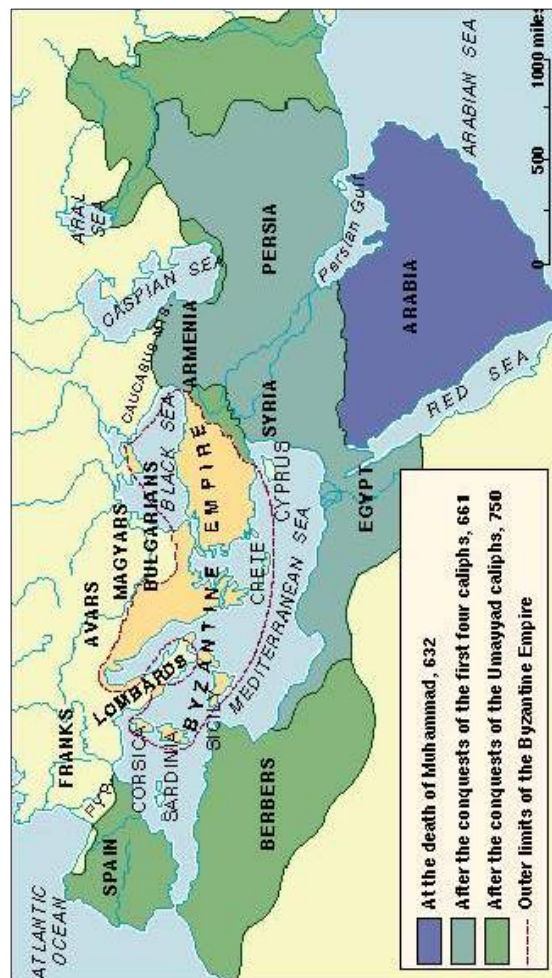 ATLANTIC
OCEAN
FRANKS
AVARS
MAGYARS
BULGARIANS
CAUCASUS MTS.
ARAL
SEA
CASPIAN SEA
BLACK SEA
PYR.
SPAIN
CORSICA
SARDINIA
LOMBARDS
SICILY
BYZANTINE EMPIRE
ARMENIA
CRETE
CYPRUS
SYRIA
PERSIA
MEDITERRANEAN SEA
BERBERS
EGYPT
Persian Gulf
ARABIA
RED SEA
ARABIAN SEA
At the death of Muhammad, 632
After the conquests of the first four caliphs, 661
After the conquests of the Umayyad caliphs, 750
Outer limits of the Byzantine Empire
0 500 1000 miles